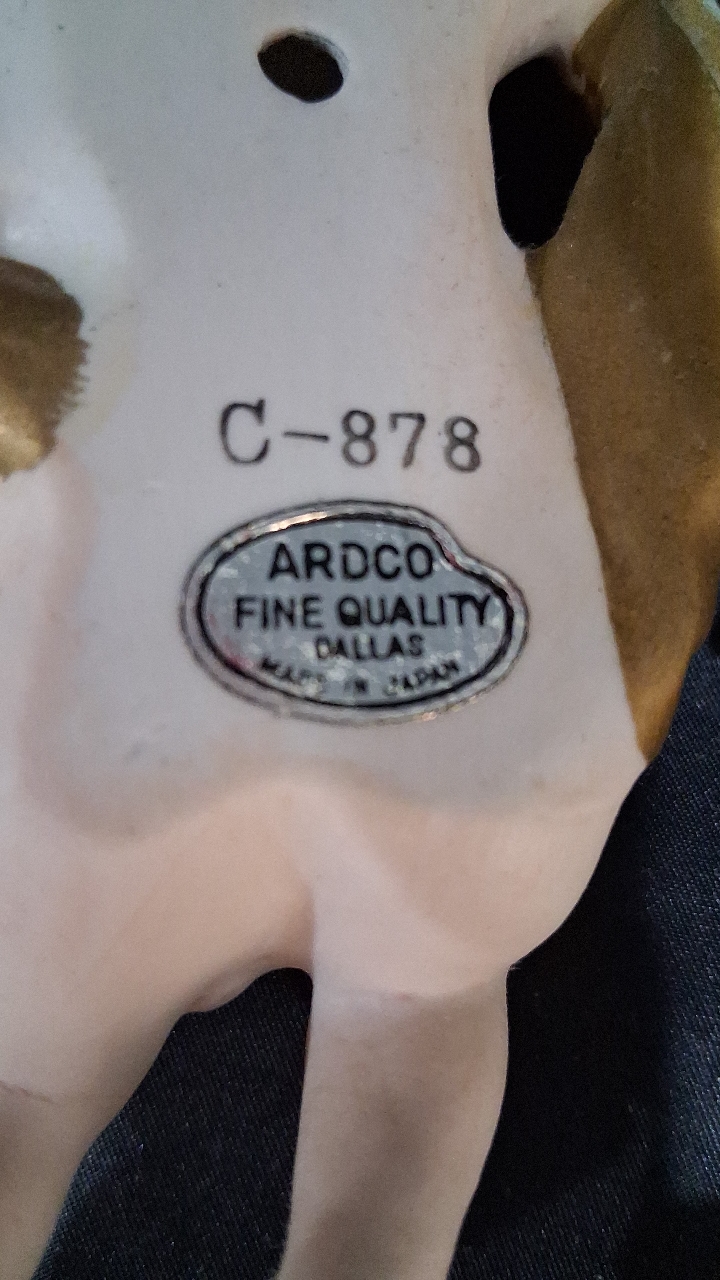 C-878
ARDCO
FINE QUALITY
DALLAS
MADE IN JAPAN